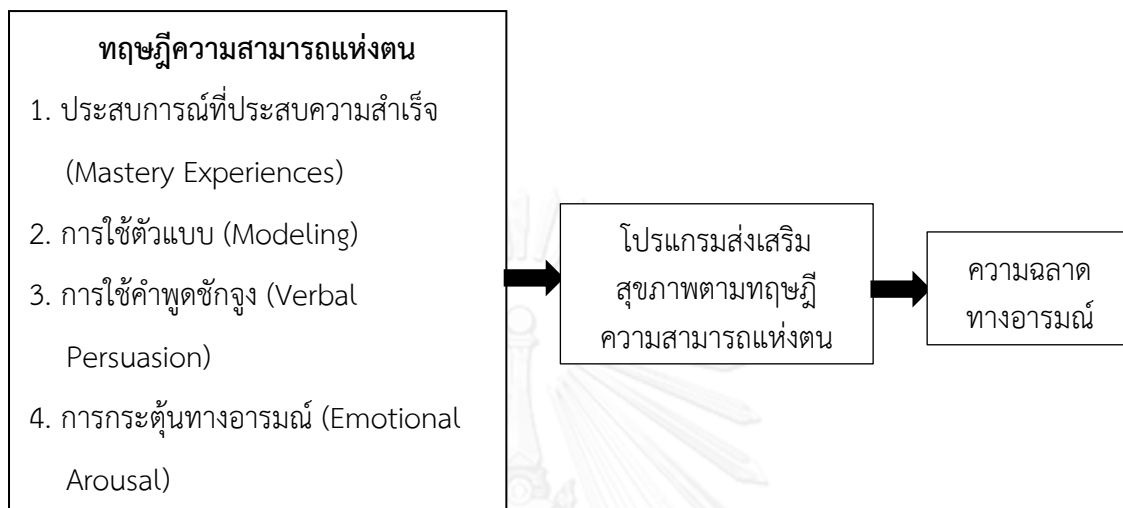 ทฤษฎีความสามารถแห่งตน
1. ประสบการณ์ที่ประสบความสำเร็จ
(Mastery Experiences)
2. การใช้ตัวแบบ (Modeling)
3. การใช้คำพูดชักจูง (Verbal
Persuasion)
4. การกระตุ้นทางอารมณ์ (Emotional
Arousal)
โปรแกรมส่งเสริม
สุขภาพตามทฤษฎี
ความสามารถแห่งตน
ความฉลาด
ทางอารมณ์